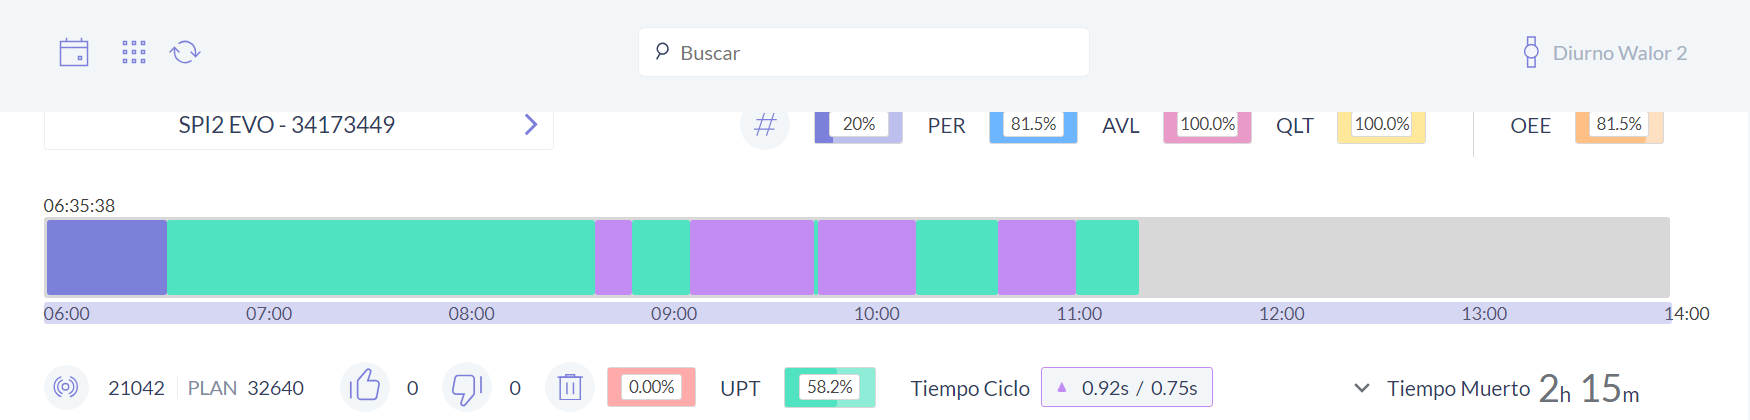 Buscar
Diurno Walor 2
SPI2 EVO - 34173449
# 20% PER 81.5% AVL 100.0% QLT 100.0% OEE 81.5%
06:35:38
06:00 07:00 08:00 09:00 10:00 11:00 12:00 13:00 14:00
21042 PLAN 32640 0 0 0.00% UPT 58.2% Tiempo Ciclo ▲ 0.92s / 0.75s Tiempo Muerto 2h 15m